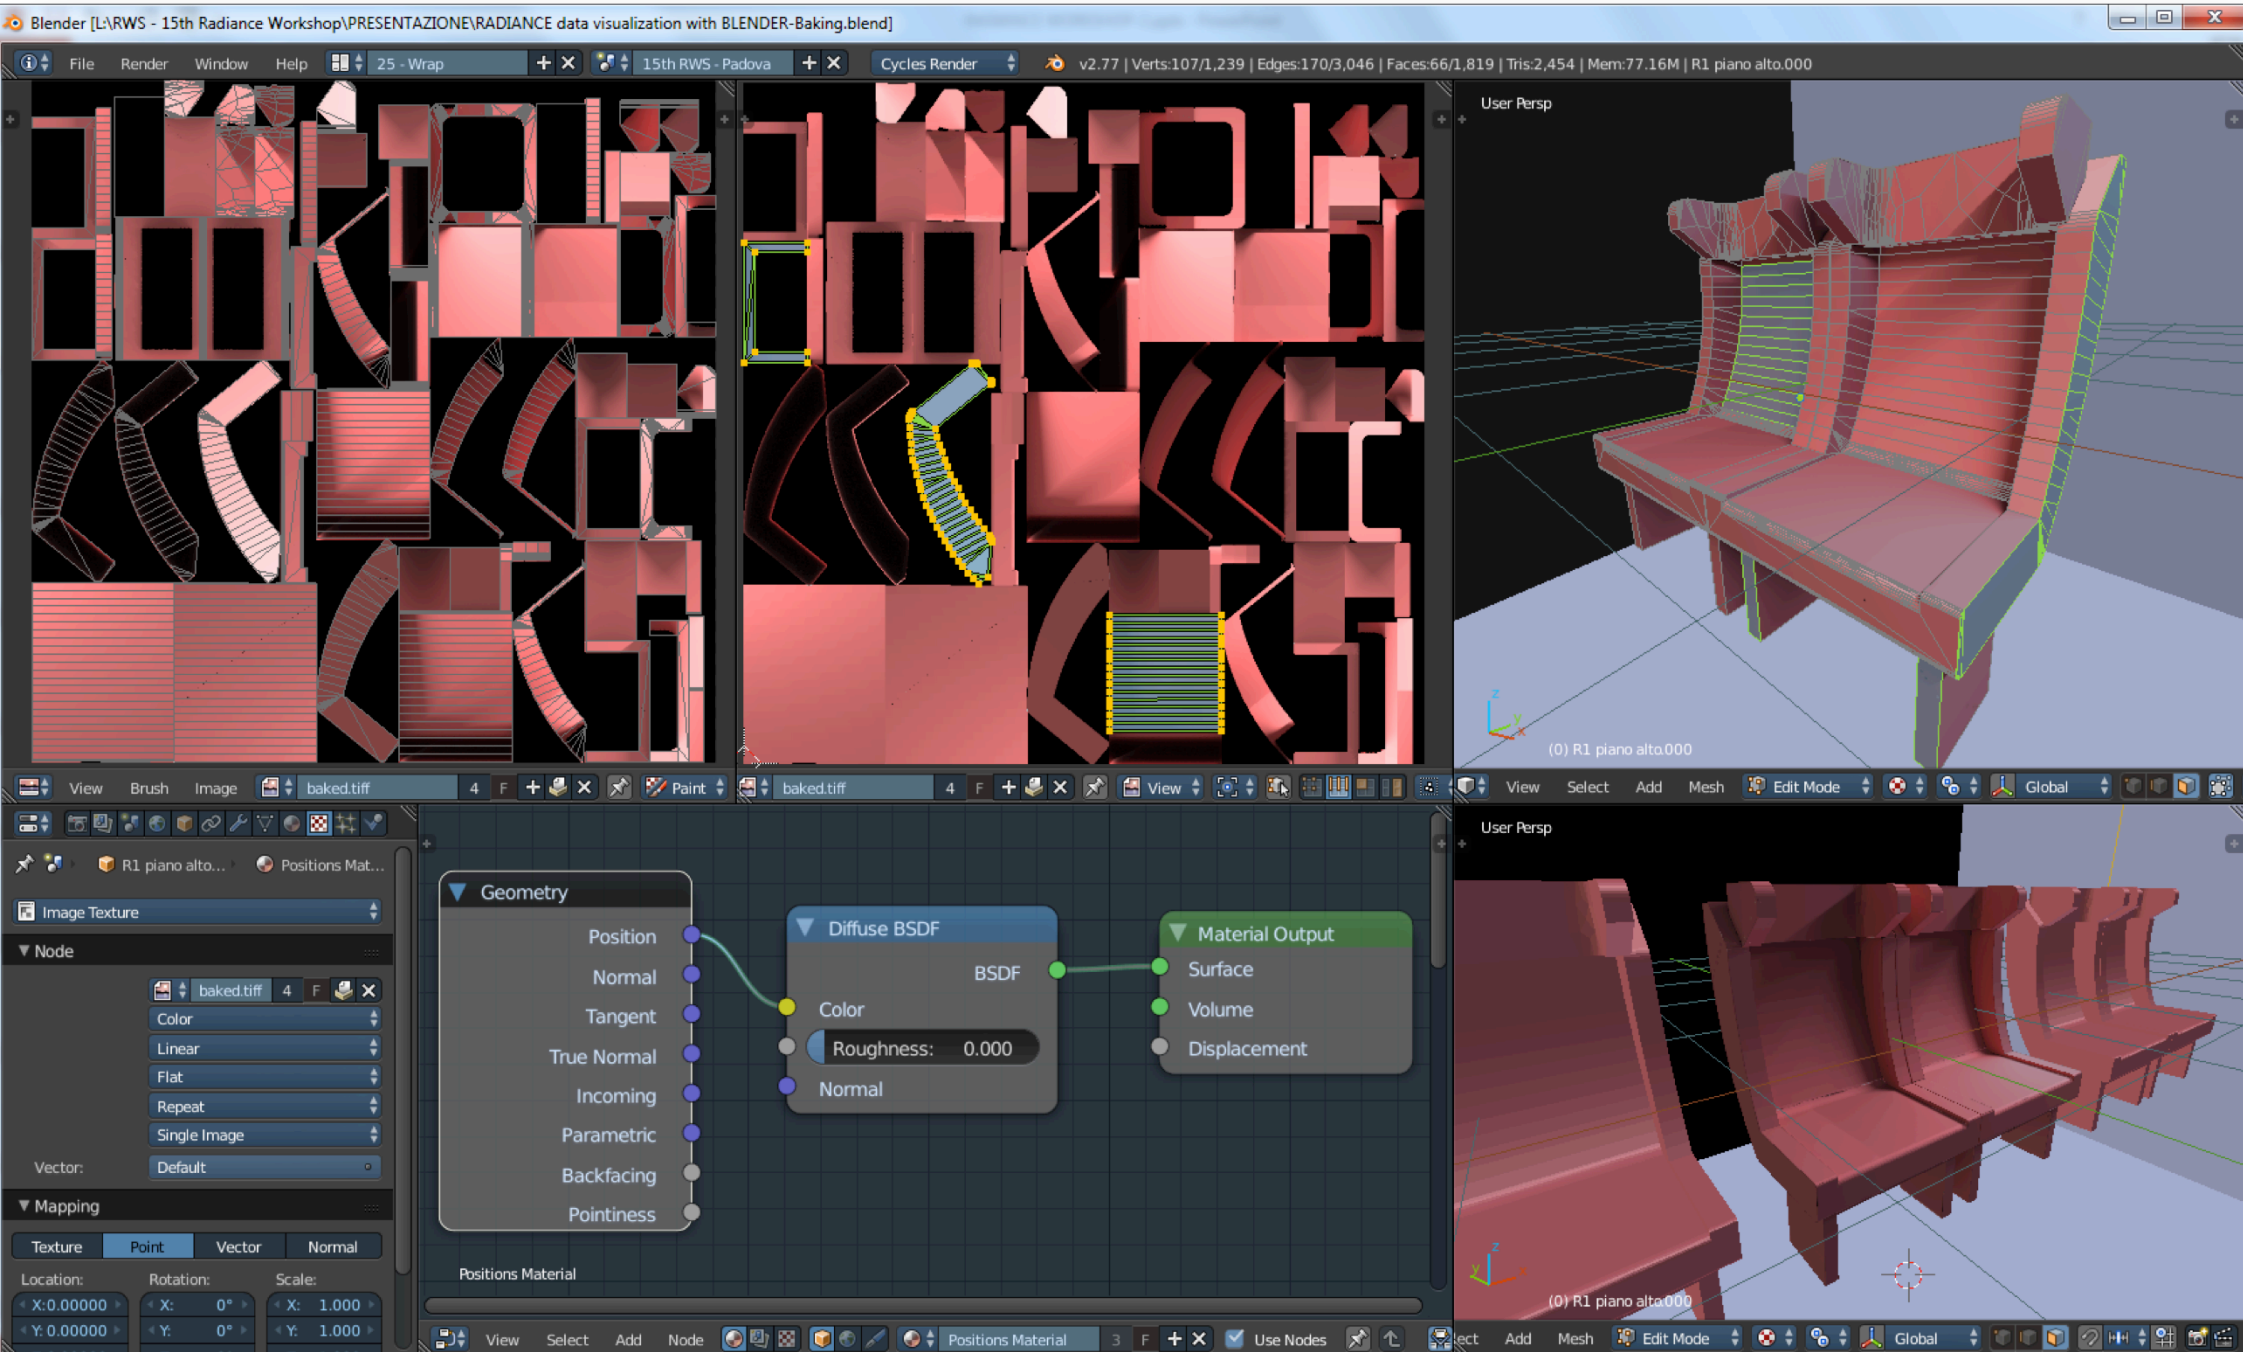 Blender [L:\RWS - 15th Radiance Workshop\PRESENTAZIONE\RADIANCE data visualization with BLENDER-Baking.blend]
File Render Window Help 25 - Wrap 15th RWS - Padova Cycles Render v2.77 | Verts:107/1,239 | Edges:170/3,046 | Faces:66/1,819 | Tris:2,454 | Mem:77.16M | R1 piano alto.000
User Persp
z
y
x
(0) R1 piano alto.000
View Brush Image baked.tiff 4 F Paint
baked.tiff 4 F View
View Select Add Mesh Edit Mode Global
R1 piano alto... Positions Mat...
Image Texture
Node
baked.tiff 4 F
Color
Linear
Flat
Repeat
Single Image
Vector: Default
Mapping
Texture Point Vector Normal
Location: Rotation: Scale:
X:0.00000 X: 0° X: 1.000
Y: 0.00000 Y: 0° Y: 1.000
Geometry
Position
Normal
Tangent
True Normal
Incoming
Parametric
Backfacing
Pointiness
Diffuse BSDF
BSDF
Color
Roughness: 0.000
Normal
Material Output
Surface
Volume
Displacement
Positions Material
View Select Add Node Positions Material 3 F Use Nodes
User Persp
z
y
(0) R1 piano alto.000
ect Add Mesh Edit Mode Global